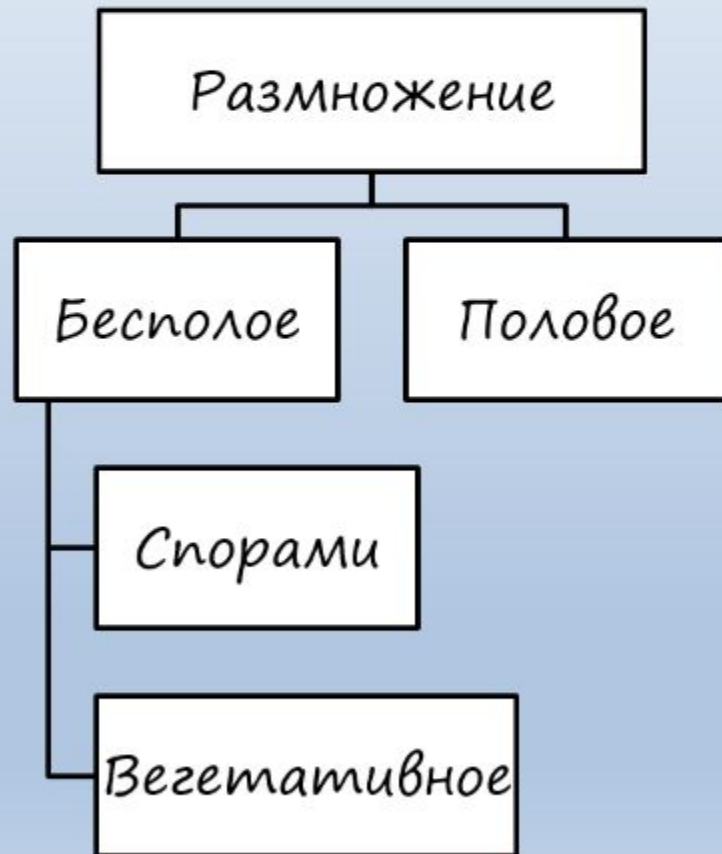 Размножение
Бесполое
Половое
Спорами
Вегетативное